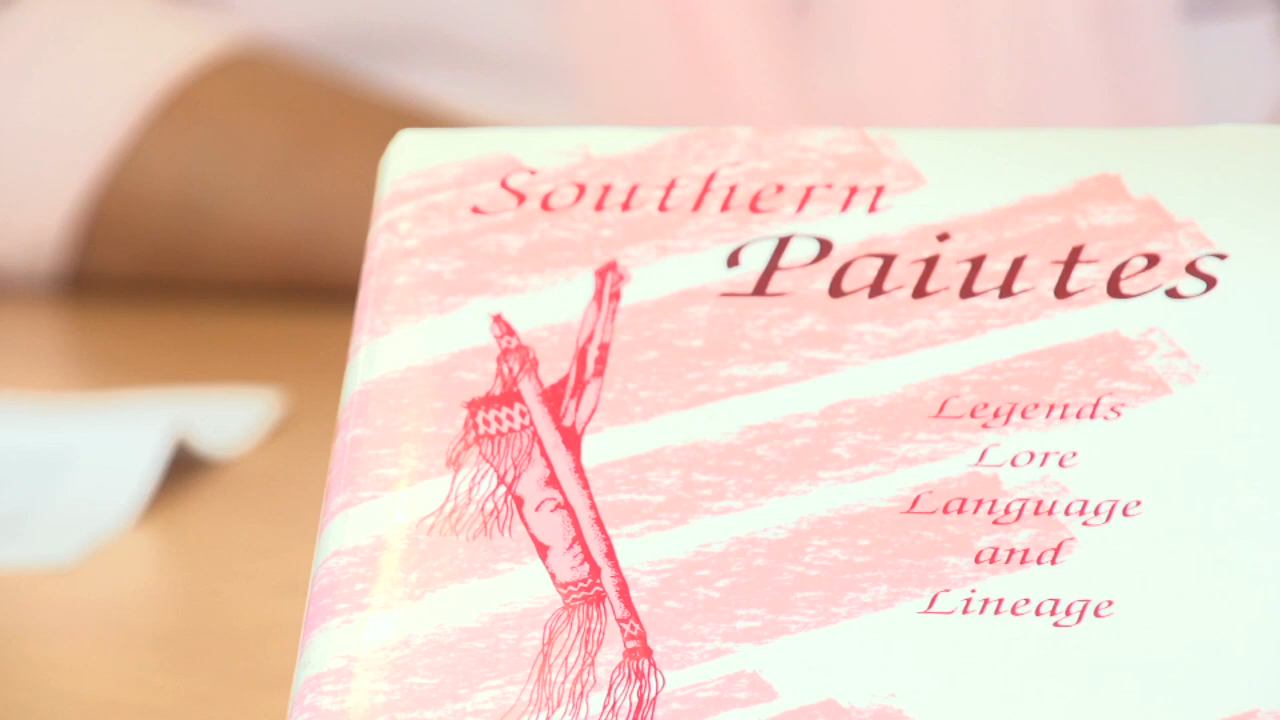 Southern
Paiutes
Legends
Lore
Language
and
Lineage